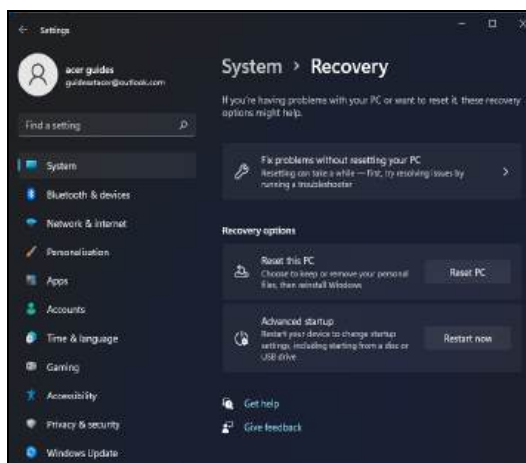 Settings
acer guides
guidesatacer@outlook.com
Find a setting
System
Bluetooth & devices
Network & internet
Personalisation
Apps
Accounts
Time & language
Gaming
Accessibility
Privacy & security
Windows Update
System > Recovery
If you're having problems with your PC or want to reset it, these recovery
options might help.
Fix problems without resetting your PC
Resetting can take a while — first, try resolving issues by
running a troubleshooter
Recovery options
Reset this PC
Choose to keep or remove your personal
files, then reinstall Windows
Reset PC
Advanced startup
Restart your device to change startup
settings, including starting from a disc or
USB drive
Restart now
Get help
Give feedback